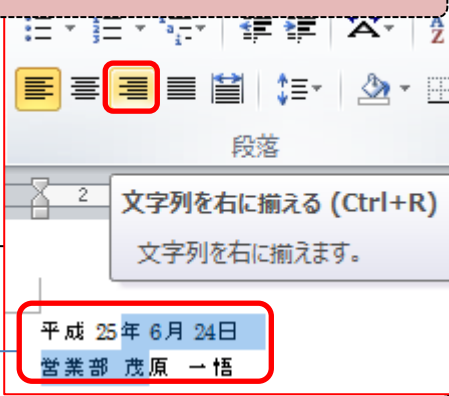 段落
2
文字列を右に揃える (Ctrl+R)
文字列を右に揃えます。
平成 25年 6月 24日
営業部 茂原 一悟